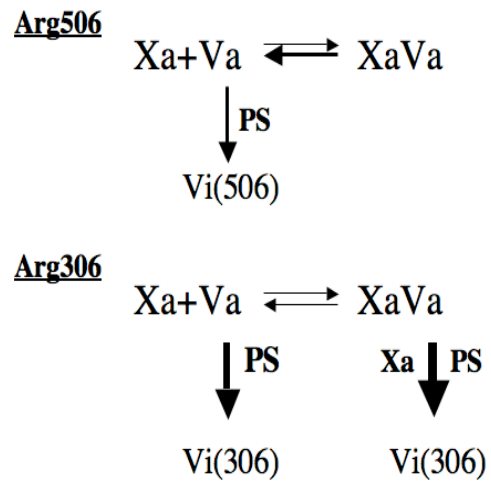 Arg506
Xa+Va XaVa
PS
Vi(506)
Arg306
Xa+Va XaVa
PS Xa PS
Vi(306) Vi(306)